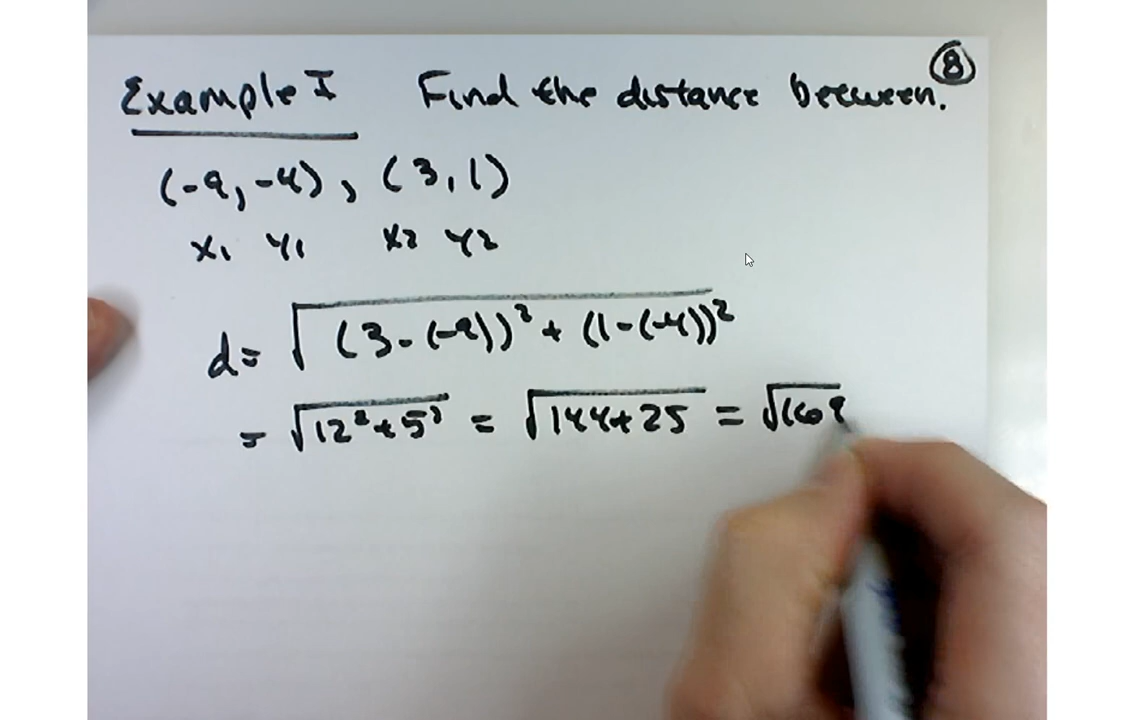 Example I Find the distance between. 8
(-9, -4), (3, 1)
x1 y1 x2 y2
d = √(3 - (-9))² + (1 - (-4))²
= √12² + 5² = √144 + 25 = √169